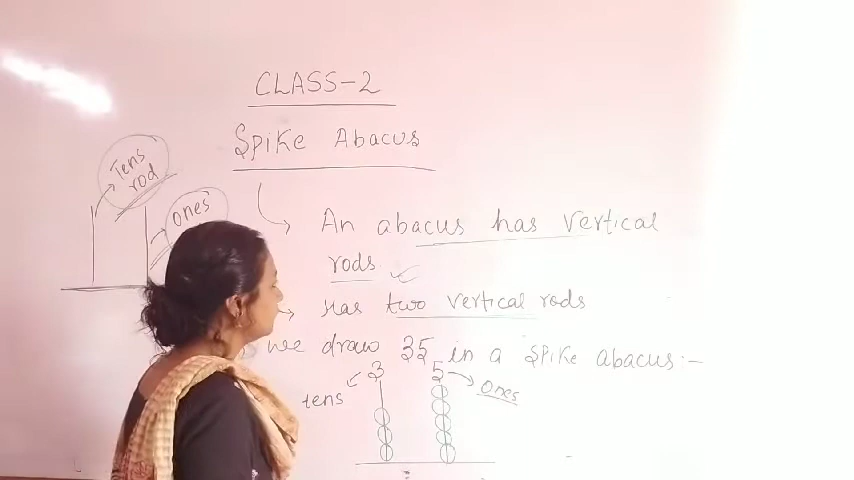 CLASS-2
Spike Abacus
Tens
rod
ones
An abacus has vertical
rods.
Has two vertical rods
we draw 35 in a spike abacus:-
3 5
tens ones